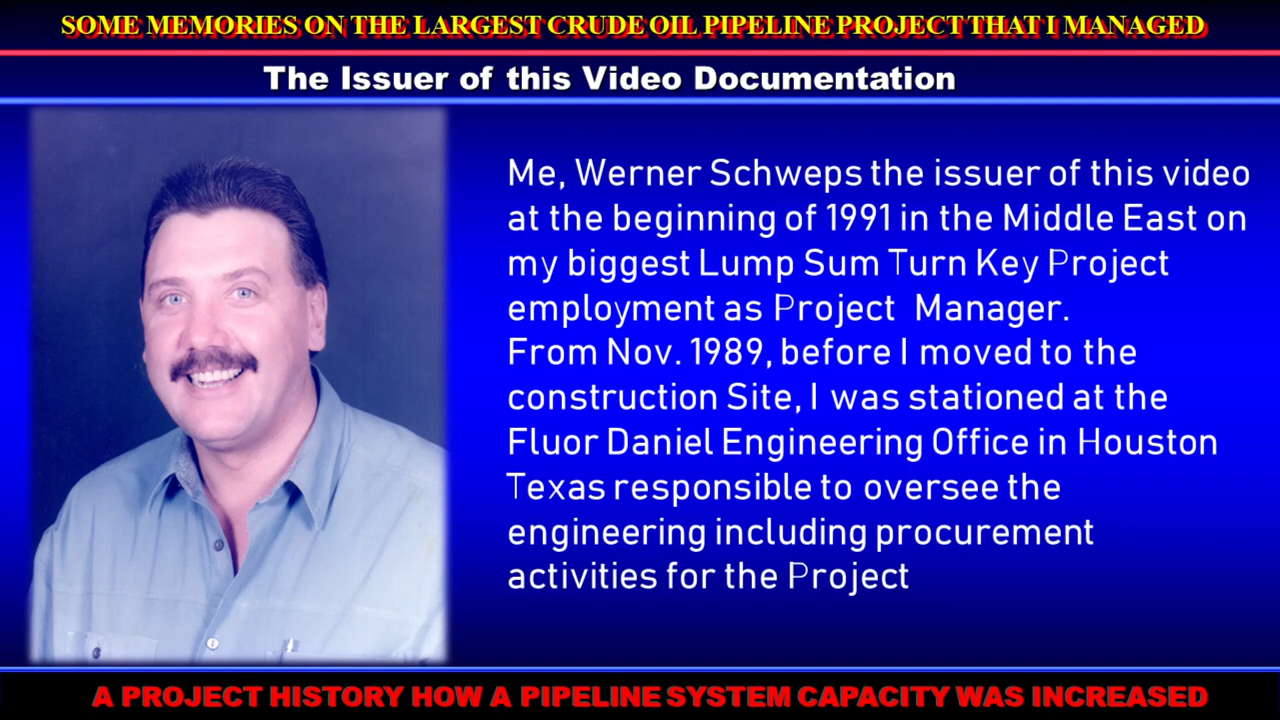 SOME MEMORIES ON THE LARGEST CRUDE OIL PIPELINE PROJECT THAT I MANAGED
The Issuer of this Video Documentation
Me, Werner Schweps the issuer of this video
at the beginning of 1991 in the Middle East on
my biggest Lump Sum Turn Key Project
employment as Project Manager.
From Nov. 1989, before I moved to the
construction Site, I was stationed at the
Fluor Daniel Engineering Office in Houston
Texas responsible to oversee the
engineering including procurement
activities for the Project
A PROJECT HISTORY HOW A PIPELINE SYSTEM CAPACITY WAS INCREASED